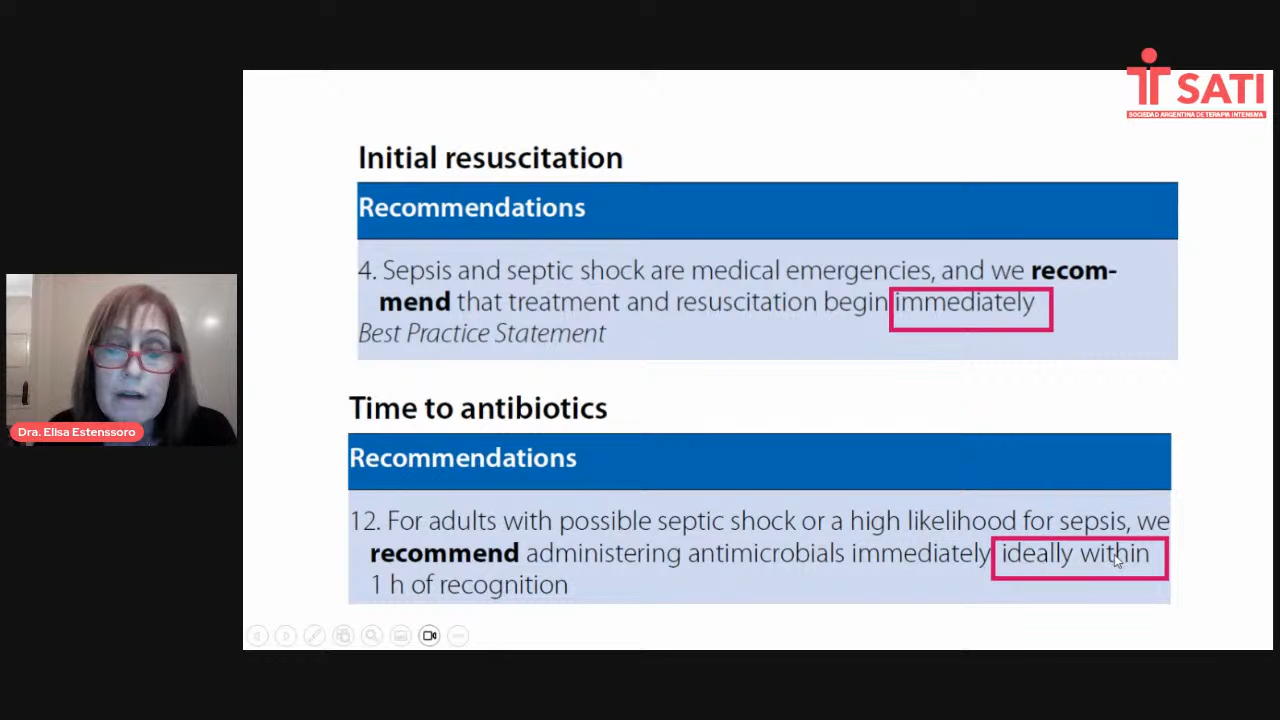 SATI
SOCIEDAD ARGENTINA DE TERAPIA INTENSIVA
Initial resuscitation
Recommendations
4. Sepsis and septic shock are medical emergencies, and we recom-
mend that treatment and resuscitation begin immediately
Best Practice Statement
Dra. Elisa Estenssoro
Time to antibiotics
Recommendations
12. For adults with possible septic shock or a high likelihood for sepsis, we
recommend administering antimicrobials immediately ideally within
1 h of recognition